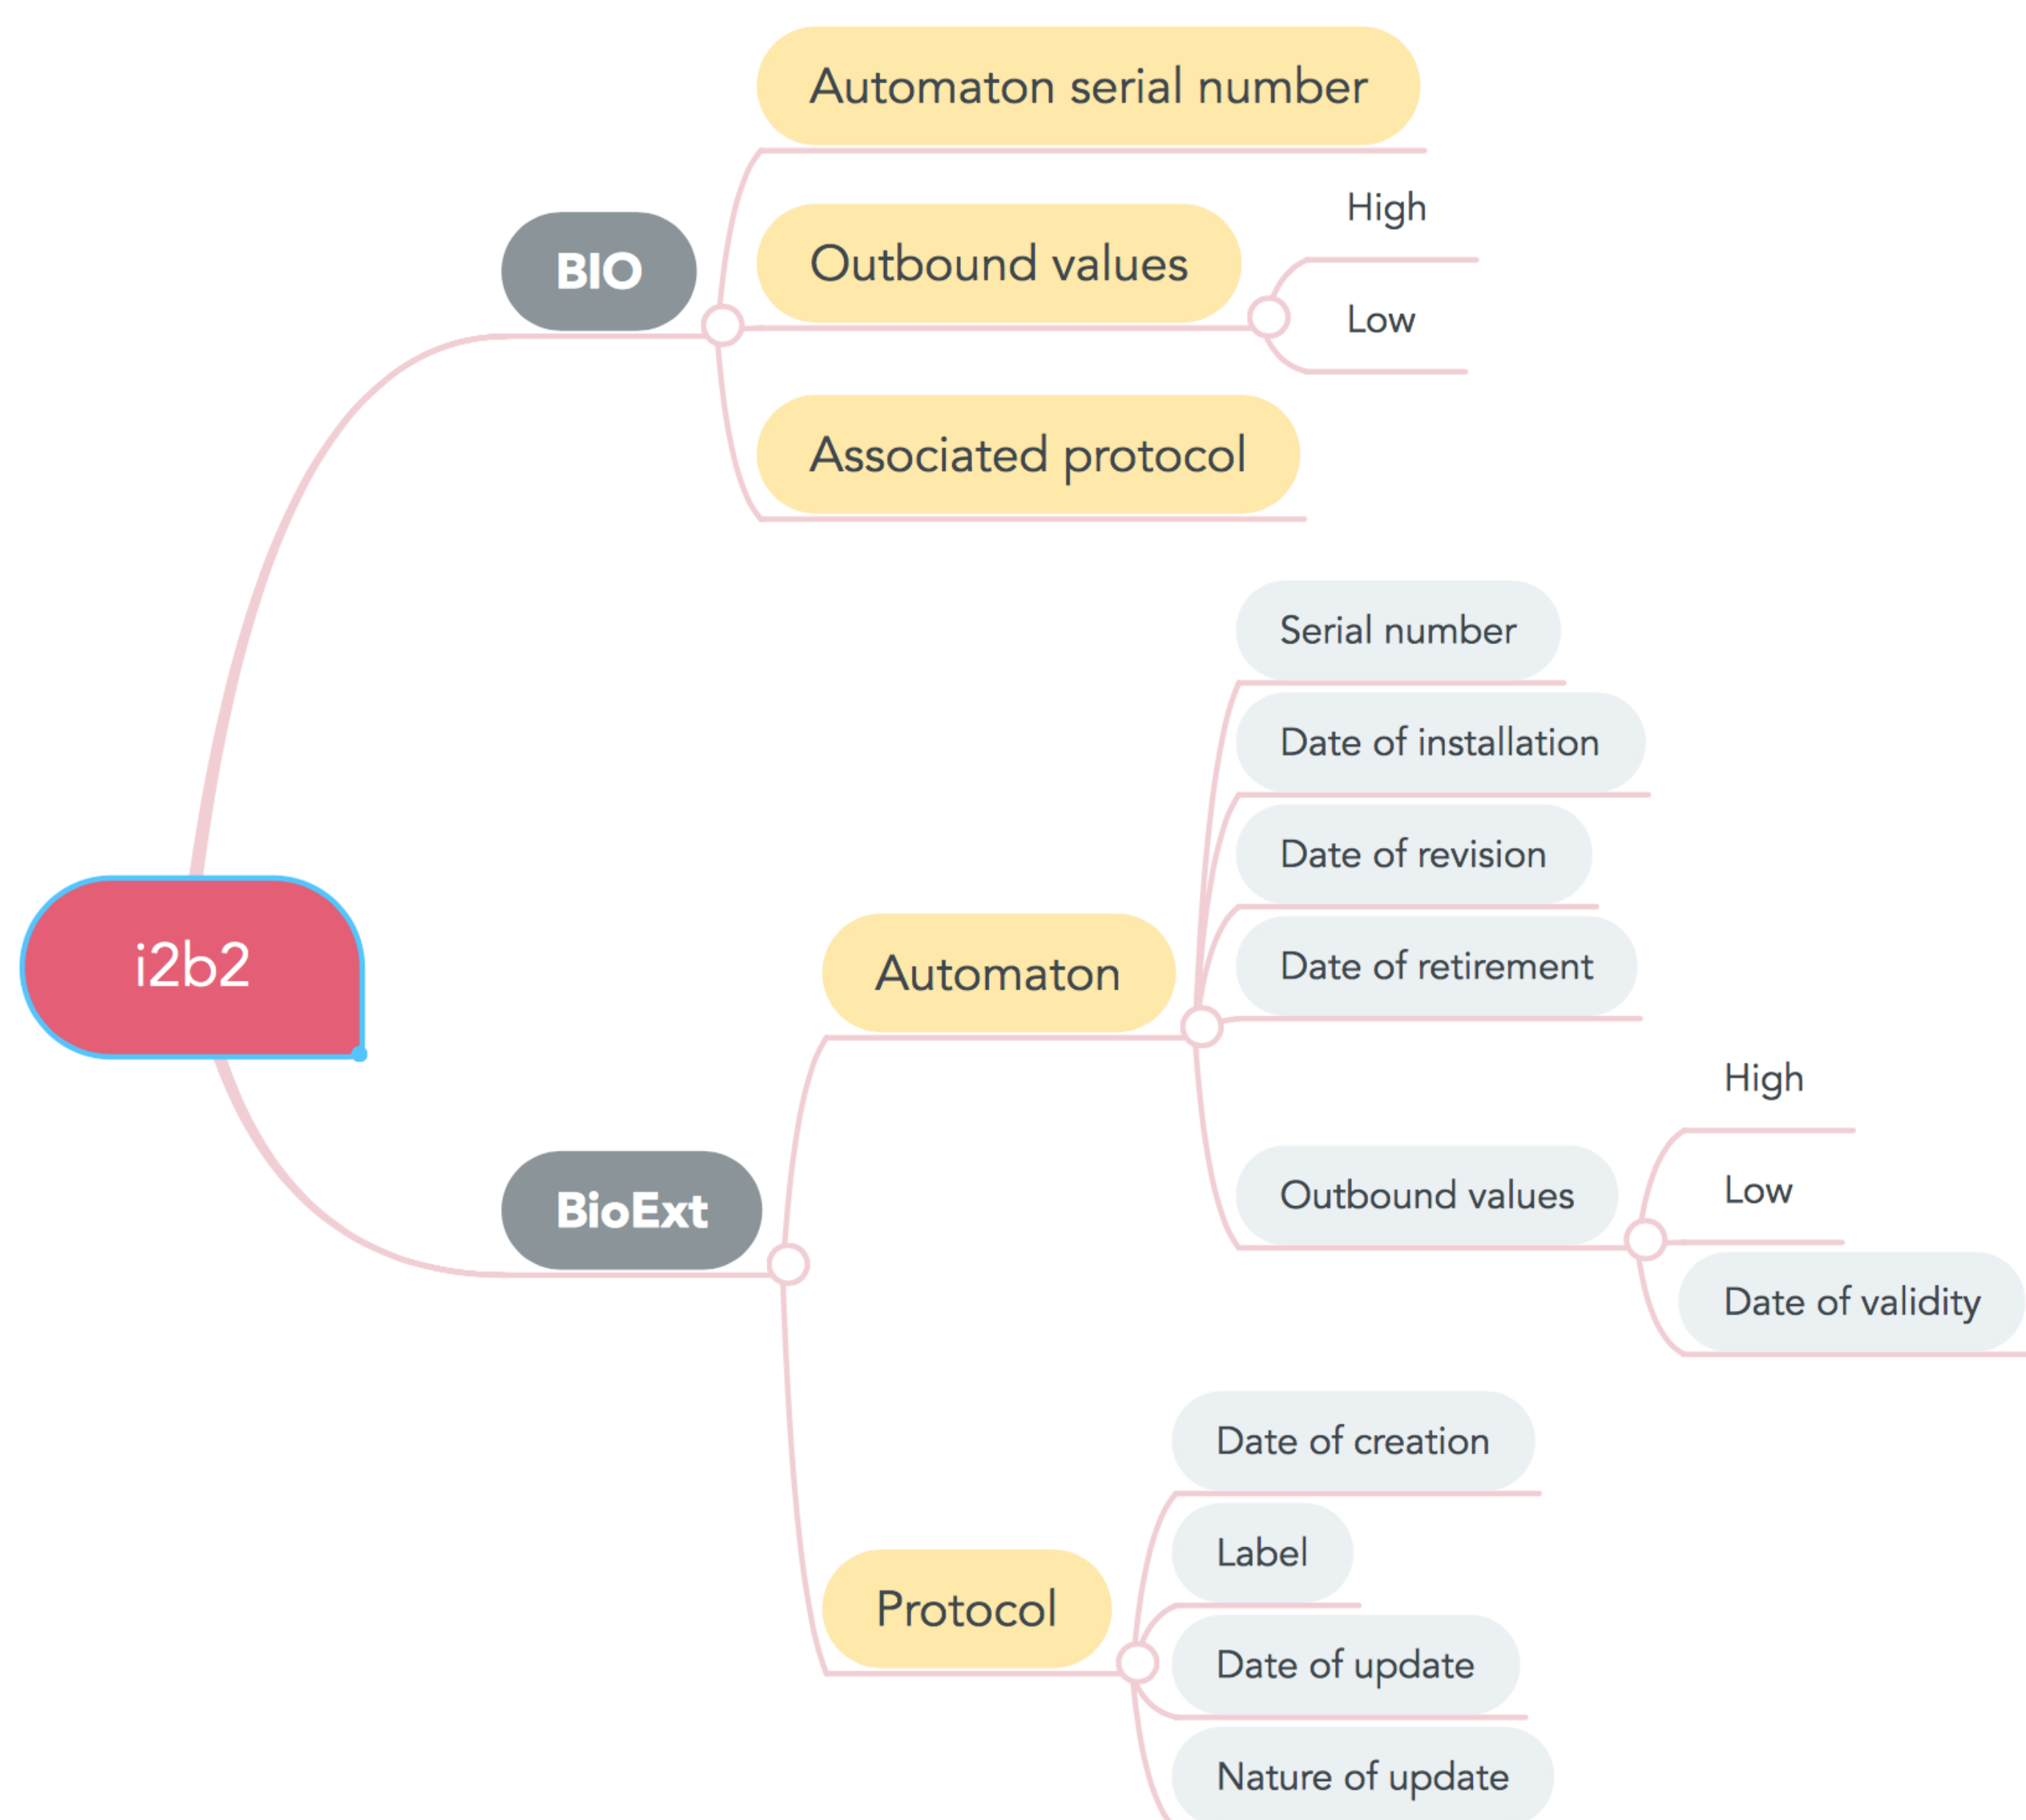 Automaton serial number
High
BIO
Outbound values
Low
Associated protocol
Serial number
Date of installation
Date of revision
i2b2
Automaton
Date of retirement
High
BioExt
Outbound values
Low
Date of validity
Date of creation
Label
Protocol
Date of update
Nature of update